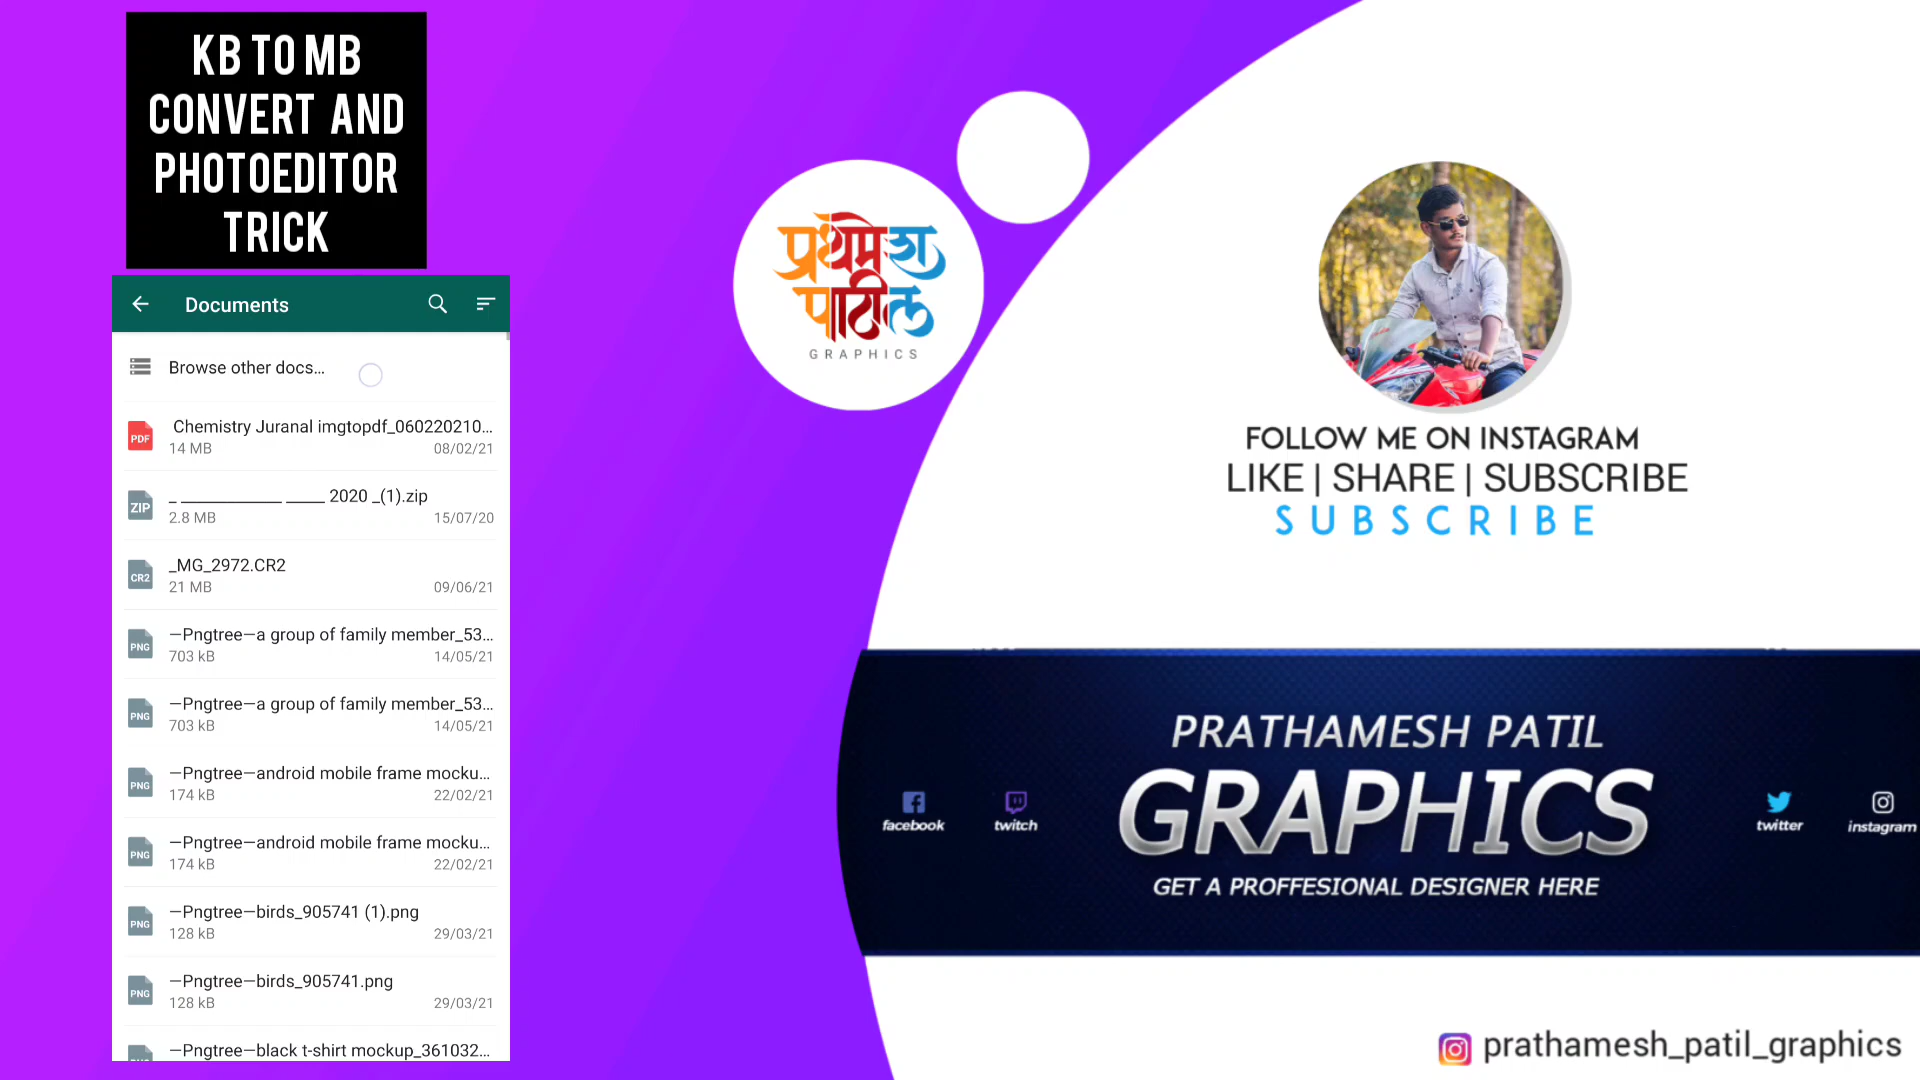 KB TO MB
CONVERT AND
PHOTOEDITOR
TRICK
Documents
Browse other docs...
PDF
Chemistry Juranal imgtopdf_060220210...
14 MB 08/02/21
ZIP
_ ____________ _____ 2020 _(1).zip
2.8 MB 15/07/20
CR2
_MG_2972.CR2
21 MB 09/06/21
PNG
—Pngtree—a group of family member_53...
703 kB 14/05/21
PNG
—Pngtree—a group of family member_53...
703 kB 14/05/21
PNG
—Pngtree—android mobile frame mocku...
174 kB 22/02/21
PNG
—Pngtree—android mobile frame mocku...
174 kB 22/02/21
PNG
—Pngtree—birds_905741 (1).png
128 kB 29/03/21
PNG
—Pngtree—birds_905741.png
128 kB 29/03/21
—Pngtree—black t-shirt mockup_361032...
प्रथमेश
पाटील
GRAPHICS
FOLLOW ME ON INSTAGRAM
LIKE | SHARE | SUBSCRIBE
SUBSCRIBE
PRATHAMESH PATIL
GRAPHICS
GET A PROFFESIONAL DESIGNER HERE
facebook
twitch
twitter
instagram
prathamesh_patil_graphics